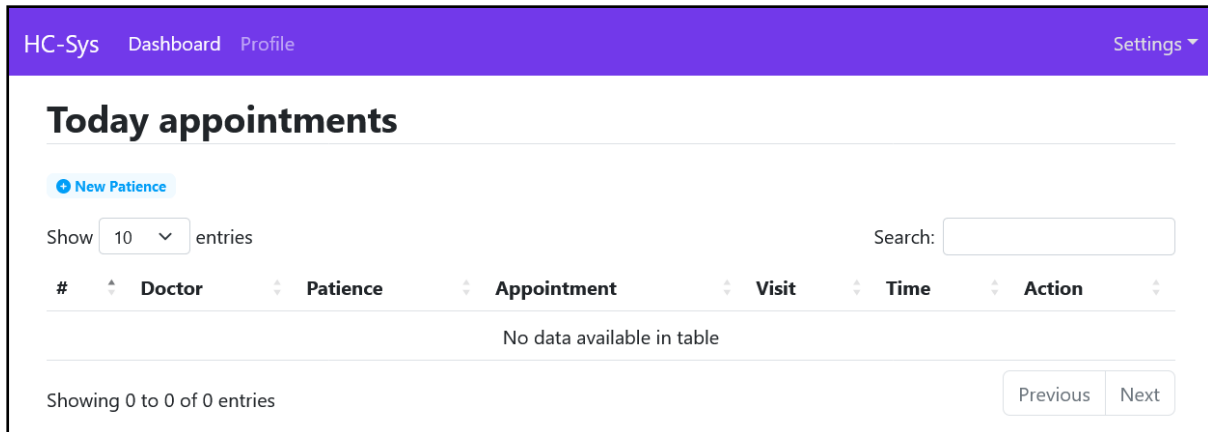 HC-Sys Dashboard Profile Settings
Today appointments
New Patience
Show 10 entries Search:
# Doctor Patience Appointment Visit Time Action
No data available in table
Showing 0 to 0 of 0 entries Previous Next